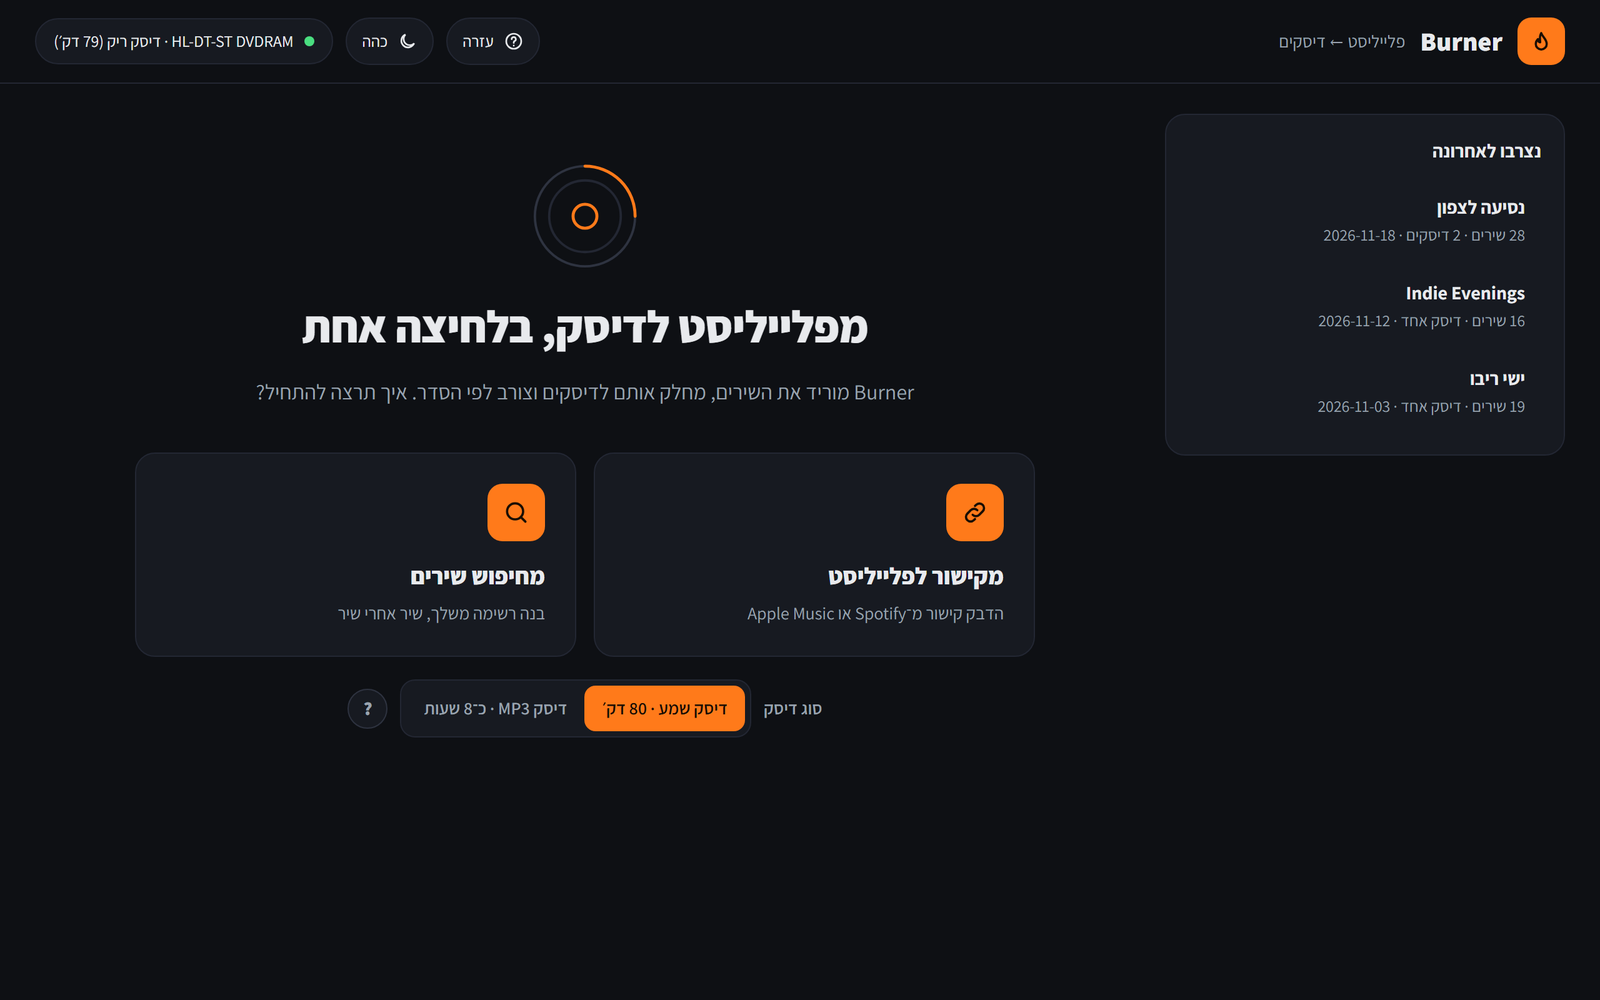 Burner פלייליסט ← דיסקים
עזרה
כהה
HL-DT-ST DVDRAM · דיסק ריק (79 דק׳)
נצרבו לאחרונה
נסיעה לצפון
28 שירים · 2 דיסקים · 2026-11-18
Indie Evenings
16 שירים · דיסק אחד · 2026-11-12
ישי ריבו
19 שירים · דיסק אחד · 2026-11-03
מפלייליסט לדיסק, בלחיצה אחת
Burner מוריד את השירים, מחלק אותם לדיסקים וצורב לפי הסדר. איך תרצה להתחיל?
מקישור לפלייליסט
הדבק קישור מ־Spotify או Apple Music
מחיפוש שירים
בנה רשימה משלך, שיר אחרי שיר
סוג דיסק
דיסק שמע · 80 דק׳
דיסק MP3 · כ־8 שעות
?